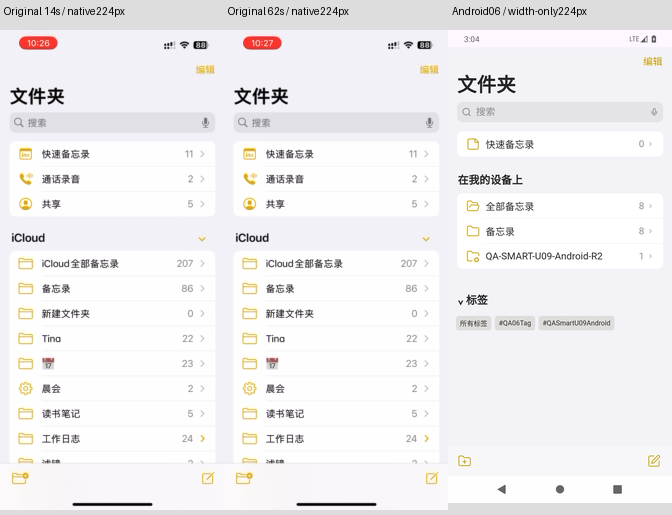 Original 14s / native224px
10:26
88
编辑
文件夹
搜索
快速备忘录 11
通话录音 2
共享 5
iCloud
iCloud全部备忘录 207
备忘录 86
新建文件夹 0
Tina 22
23
晨会 2
读书笔记 5
工作日志 24
Original 62s / native224px
10:27
88
编辑
文件夹
搜索
快速备忘录 11
通话录音 2
共享 5
iCloud
iCloud全部备忘录 207
备忘录 86
新建文件夹 0
Tina 22
23
晨会 2
读书笔记 5
工作日志 24
Android06 / width-only224px
3:04
LTE
编辑
文件夹
搜索
快速备忘录 0
在我的设备上
全部备忘录 8
备忘录 8
QA-SMART-U09-Android-R2 1
标签
所有标签 #QA06Tag #QASmartU09Android